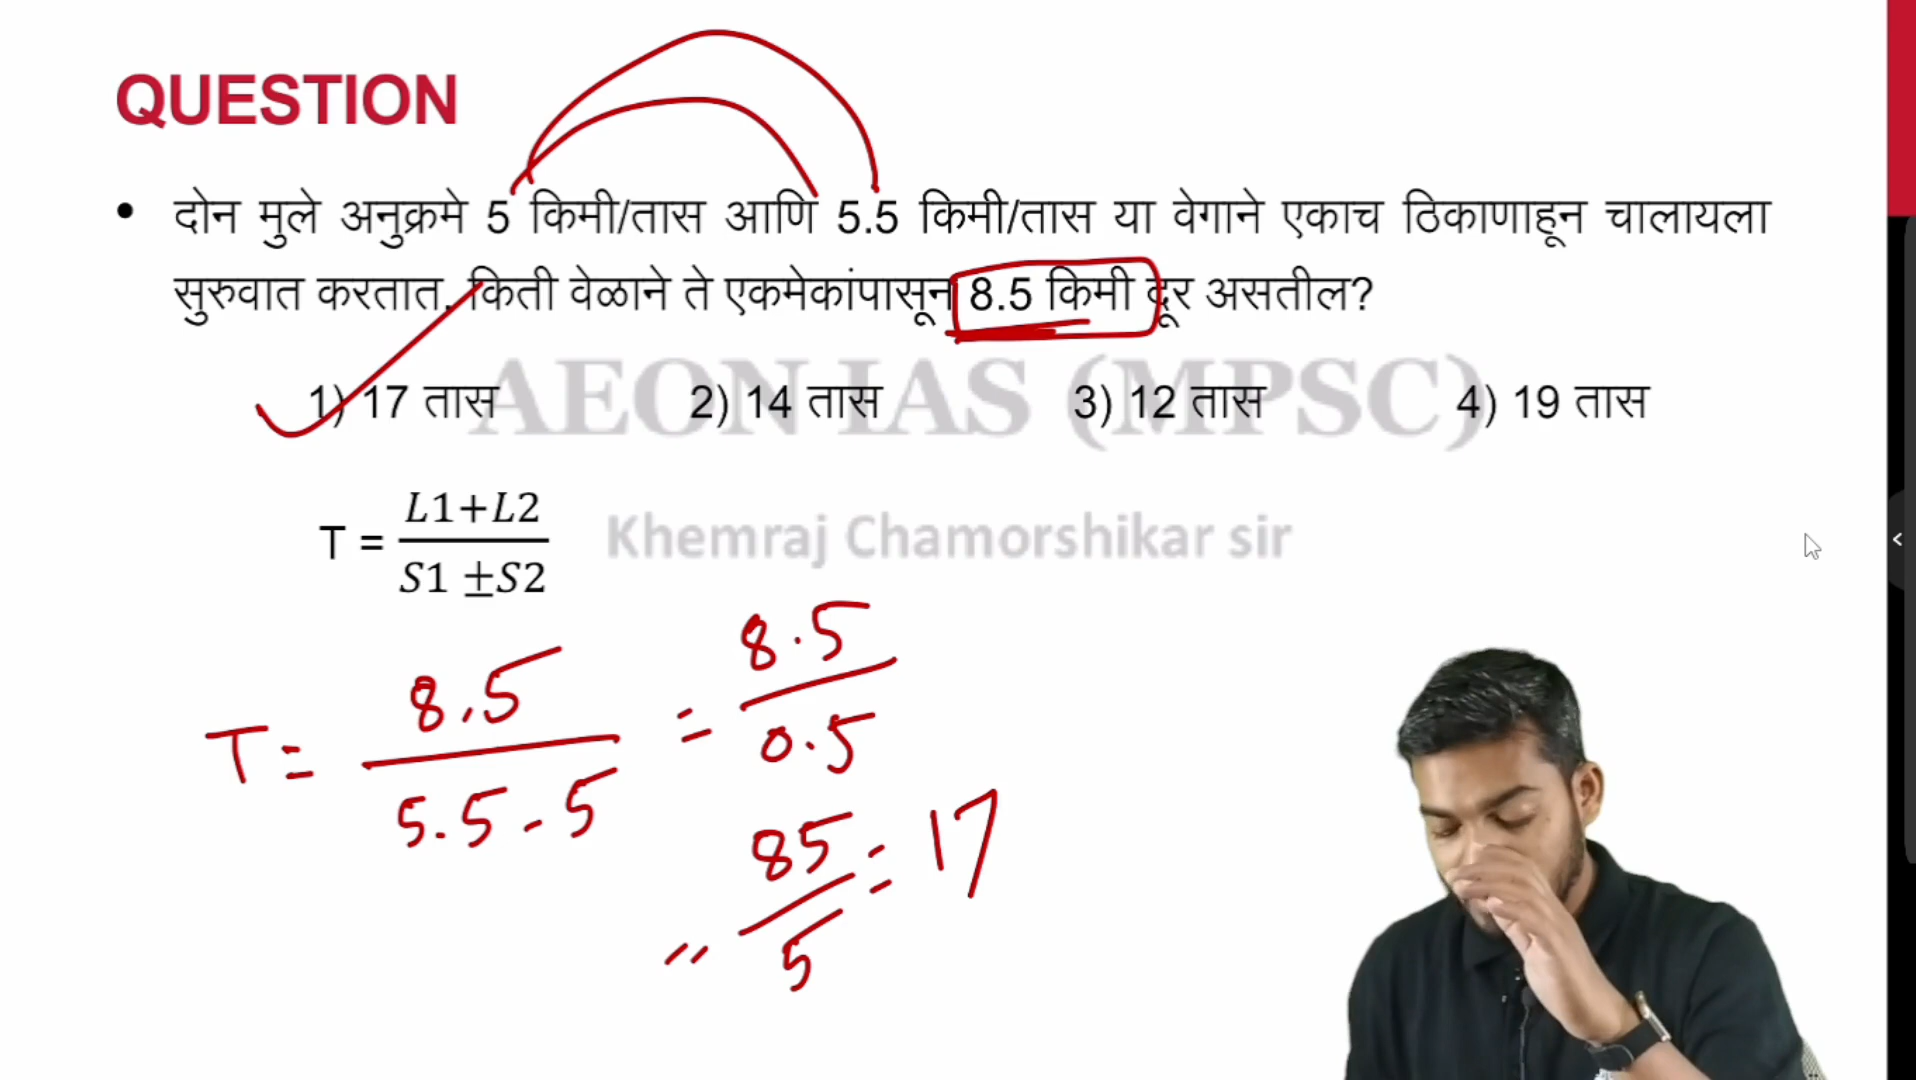 QUESTION
• दोन मुले अनुक्रमे 5 किमी/तास आणि 5.5 किमी/तास या वेगाने एकाच ठिकाणाहून चालायला
सुरुवात करतात. किती वेळाने ते एकमेकांपासून 8.5 किमी दूर असतील?
1) 17 तास 2) 14 तास 3) 12 तास 4) 19 तास
AEON IAS (MPSC)
T = L1+L2 / S1 ±S2
Khemraj Chamorshikar sir
T = 8.5 / 5.5 - 5 = 8.5 / 0.5
= 85 / 5 = 17